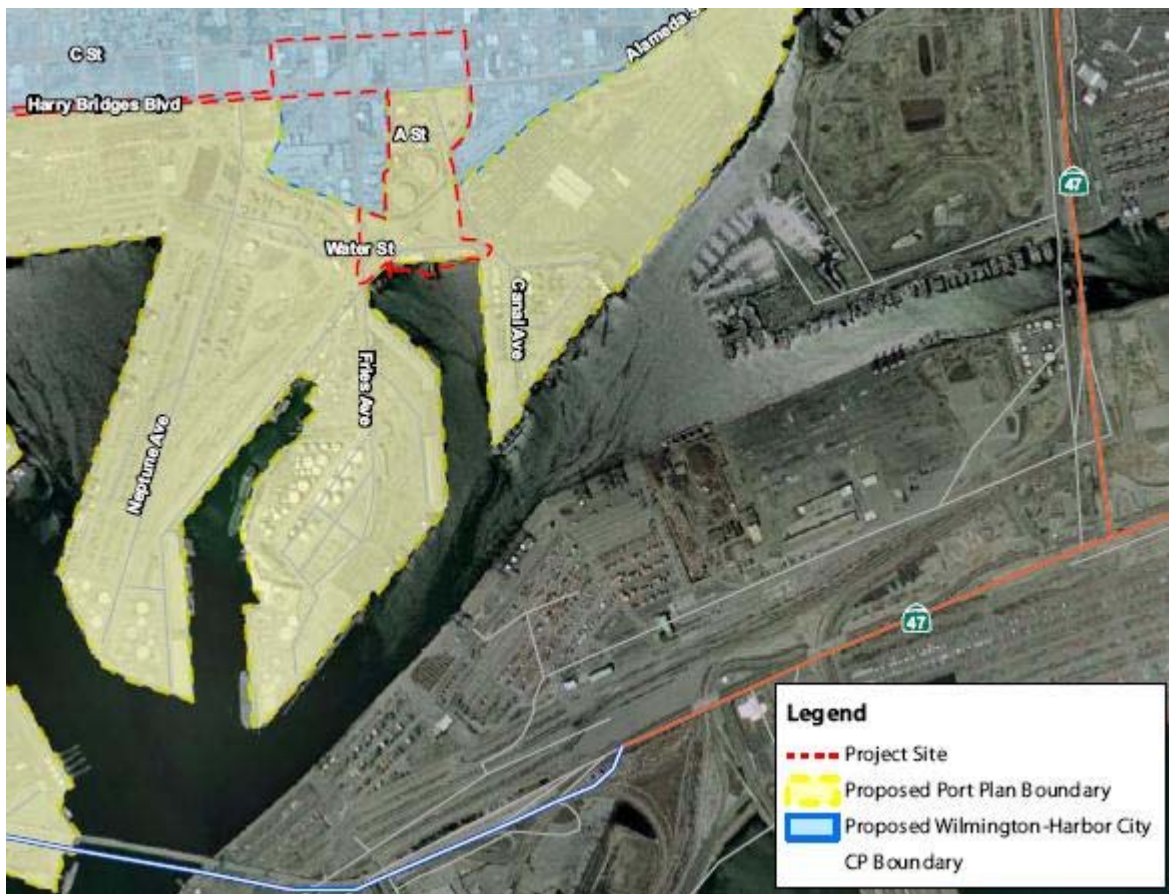 C St
Alameda S
Harry Bridges Blvd
A St
47
Water St
Canal Ave
Fries Ave
Neptune Ave
47
Legend
Project Site
Proposed Port Plan Boundary
Proposed Wilmington-Harbor City
CP Boundary